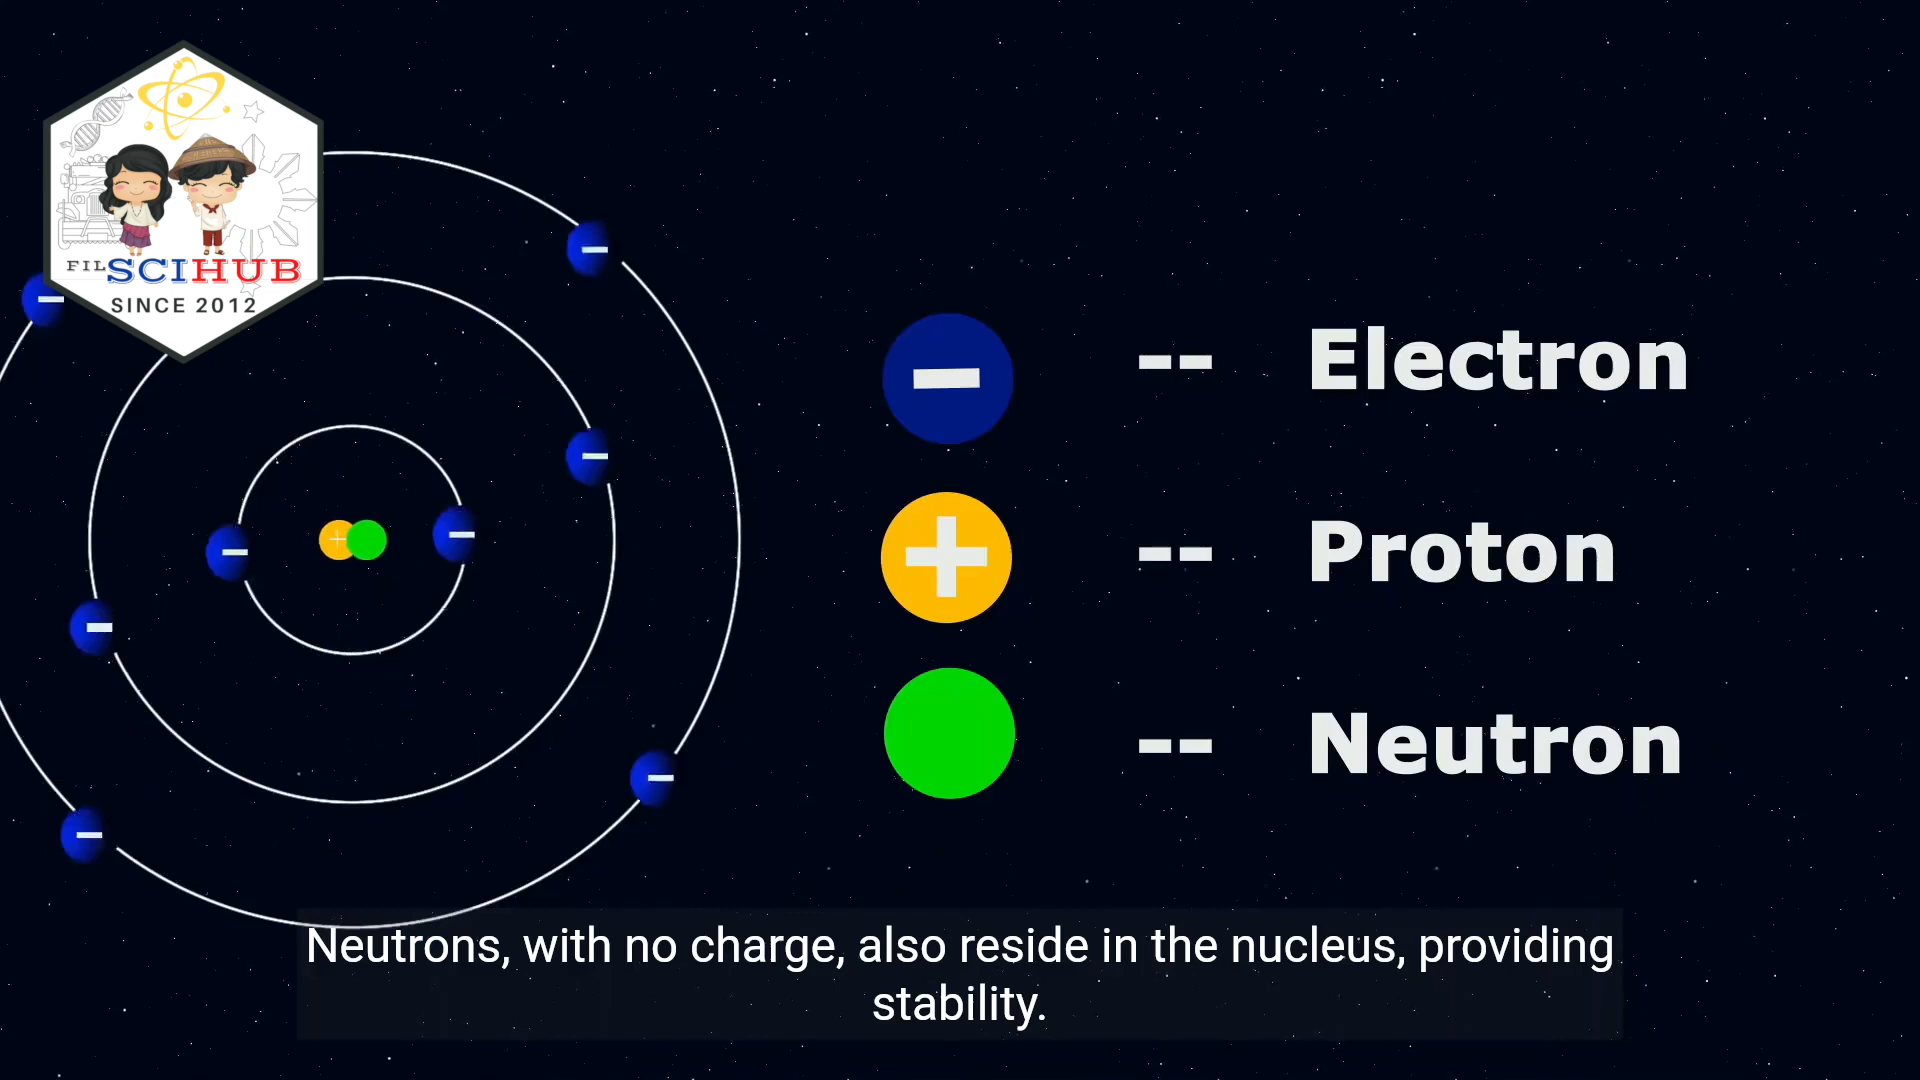 FILSCIHUB
SINCE 2012
-- Electron
-- Proton
-- Neutron
Neutrons, with no charge, also reside in the nucleus, providing
stability.